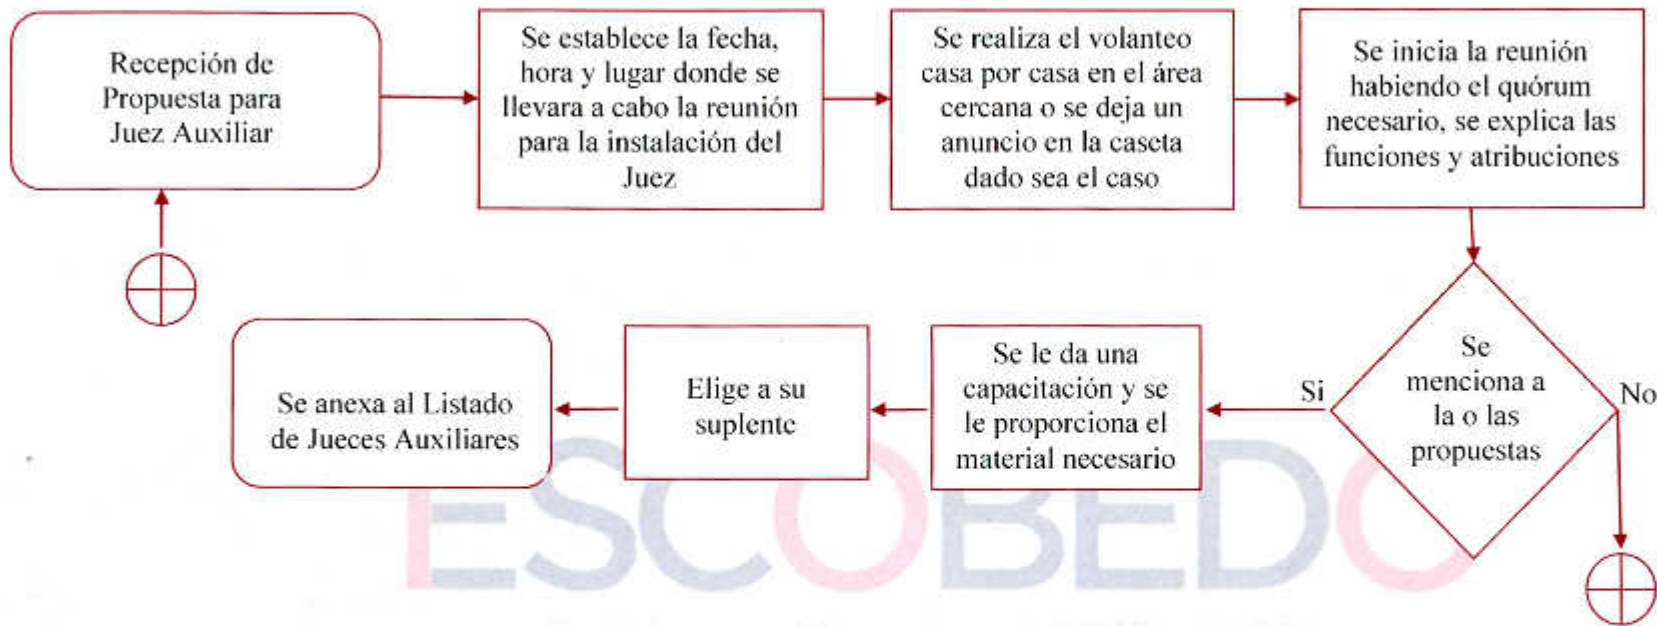 Recepción de
Propuesta para
Juez Auxiliar
Se establece la fecha,
hora y lugar donde se
llevara a cabo la reunión
para la instalación del
Juez
Se realiza el volanteo
casa por casa en el área
cercana o se deja un
anuncio en la caseta
dado sea el caso
Se inicia la reunión
habiendo el quórum
necesario, se explica las
funciones y atribuciones
Se
menciona a
la o las
propuestas
Si
No
Se le da una
capacitación y se
le proporciona el
material necesario
Elige a su
suplente
Se anexa al Listado
de Jueces Auxiliares
ESCOBEDO